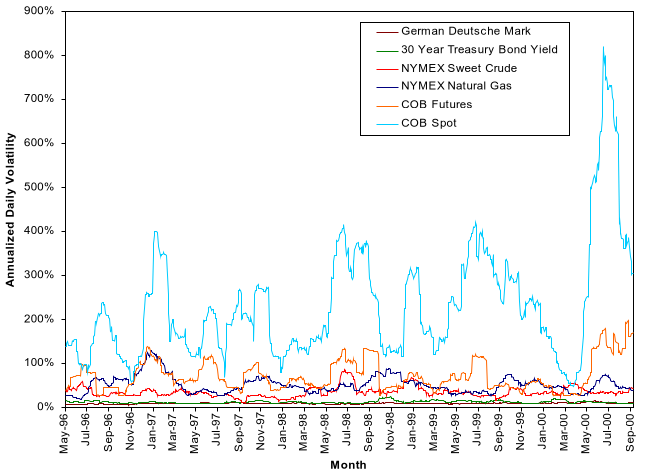 900%
800%
700%
600%
500%
400%
300%
200%
100%
0%
Annualized Daily Volatility
German Deutsche Mark
30 Year Treasury Bond Yield
NYMEX Sweet Crude
NYMEX Natural Gas
COB Futures
COB Spot
May-96
Jul-96
Sep-96
Nov-96
Jan-97
Mar-97
May-97
Jul-97
Sep-97
Nov-97
Jan-98
Mar-98
May-98
Jul-98
Sep-98
Nov-98
Jan-99
Mar-99
May-99
Jul-99
Sep-99
Nov-99
Jan-00
Mar-00
May-00
Jul-00
Sep-00
Month